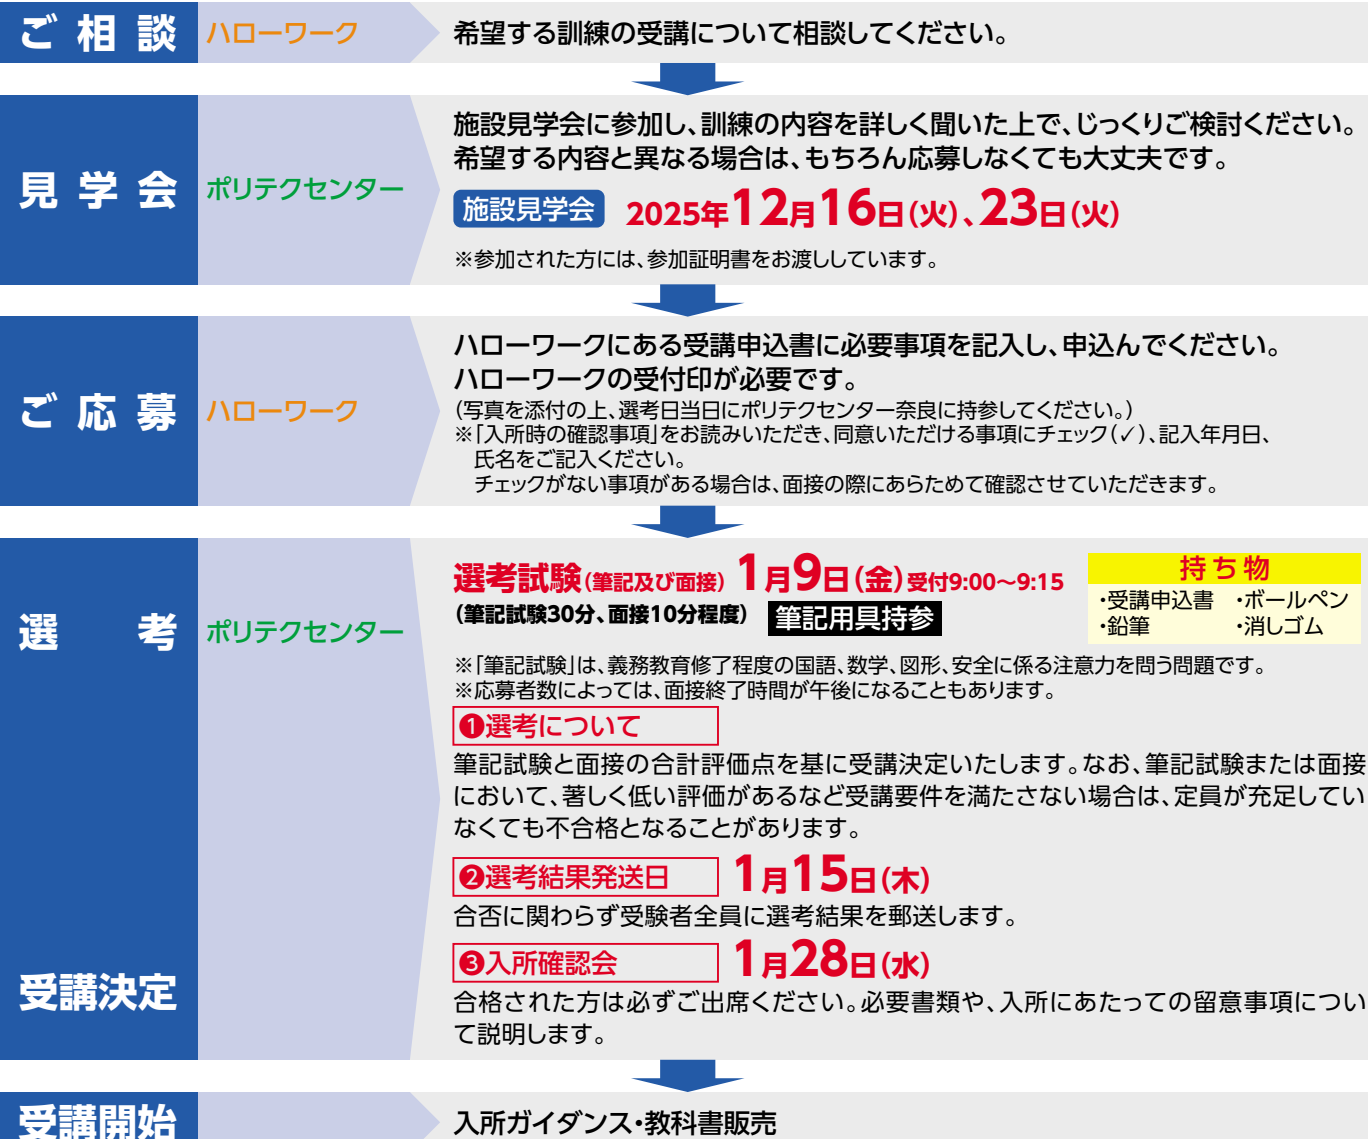 ご相談 ハローワーク 希望する訓練の受講について相談してください。
見学会 ポリテクセンター
施設見学会に参加し、訓練の内容を詳しく聞いた上で、じっくりご検討ください。
希望する内容と異なる場合は、もちろん応募しなくても大丈夫です。
施設見学会 2025年12月16日(火)、23日(火)
※参加された方には、参加証明書をお渡ししています。
ご応募 ハローワーク
ハローワークにある受講申込書に必要事項を記入し、申込んでください。
ハローワークの受付印が必要です。
(写真を添付の上、選考日当日にポリテクセンター奈良に持参してください。)
※「入所時の確認事項」をお読みいただき、同意いただける事項にチェック(✓)、記入年月日、
氏名をご記入ください。
チェックがない事項がある場合は、面接の際にあらためて確認させていただきます。
選考 ポリテクセンター
選考試験(筆記及び面接) 1月9日(金)受付9:00~9:15
(筆記試験30分、面接10分程度) 筆記用具持参
持ち物
・受講申込書 ・ボールペン
・鉛筆 ・消しゴム
※「筆記試験」は、義務教育修了程度の国語、数学、図形、安全に係る注意力を問う問題です。
※応募者数によっては、面接終了時間が午後になることもあります。
❶選考について
筆記試験と面接の合計評価点を基に受講決定いたします。なお、筆記試験または面接
において、著しく低い評価があるなど受講要件を満たさない場合は、定員が充足してい
なくても不合格となることがあります。
❷選考結果発送日 1月15日(木)
合否に関わらず受験者全員に選考結果を郵送します。
受講決定
❸入所確認会 1月28日(水)
合格された方は必ずご出席ください。必要書類や、入所にあたっての留意事項につい
て説明します。
受講開始 入所ガイダンス・教科書販売